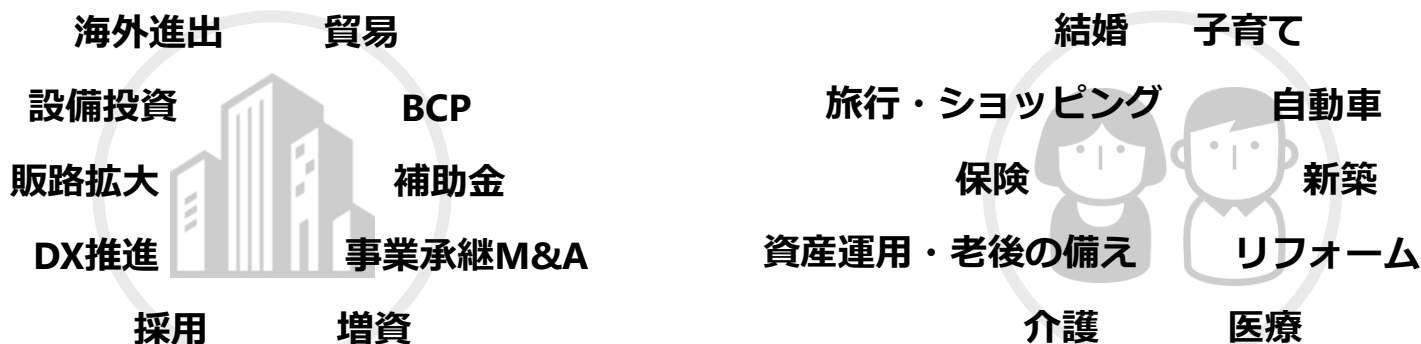 海外進出 貿易
設備投資 BCP
販路拡大 補助金
DX推進 事業承継M&A
採用 増資
結婚 子育て
旅行・ショッピング 自動車
保険 新築
資産運用・老後の備え リフォーム
介護 医療